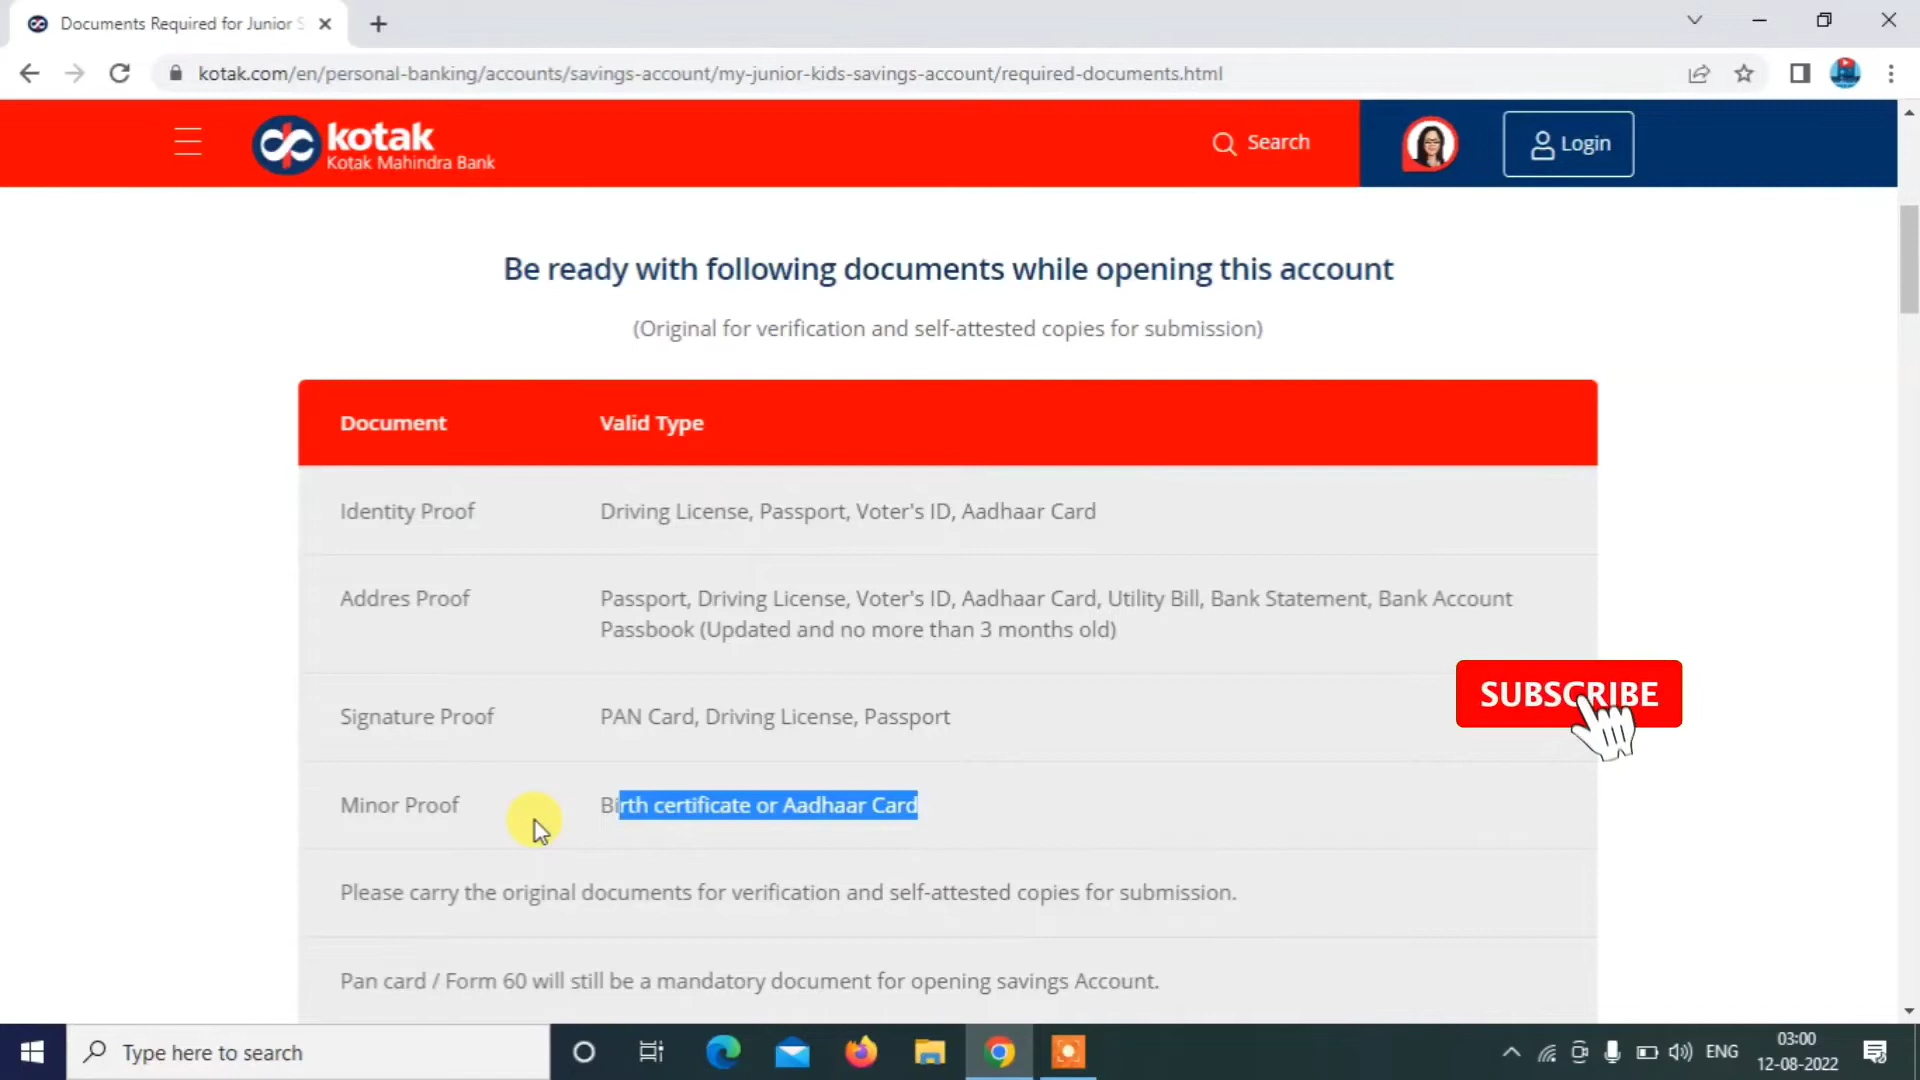 Documents Required for Junior S
kotak.com/en/personal-banking/accounts/savings-account/my-junior-kids-savings-account/required-documents.html
kotak
Kotak Mahindra Bank
Search
Login
Be ready with following documents while opening this account
(Original for verification and self-attested copies for submission)
Document Valid Type
Identity Proof Driving License, Passport, Voter's ID, Aadhaar Card
Addres Proof Passport, Driving License, Voter's ID, Aadhaar Card, Utility Bill, Bank Statement, Bank Account
Passbook (Updated and no more than 3 months old)
SUBSCRIBE
Signature Proof PAN Card, Driving License, Passport
Minor Proof Birth certificate or Aadhaar Card
Please carry the original documents for verification and self-attested copies for submission.
Pan card / Form 60 will still be a mandatory document for opening savings Account.
Type here to search
ENG
03:00
12-08-2022